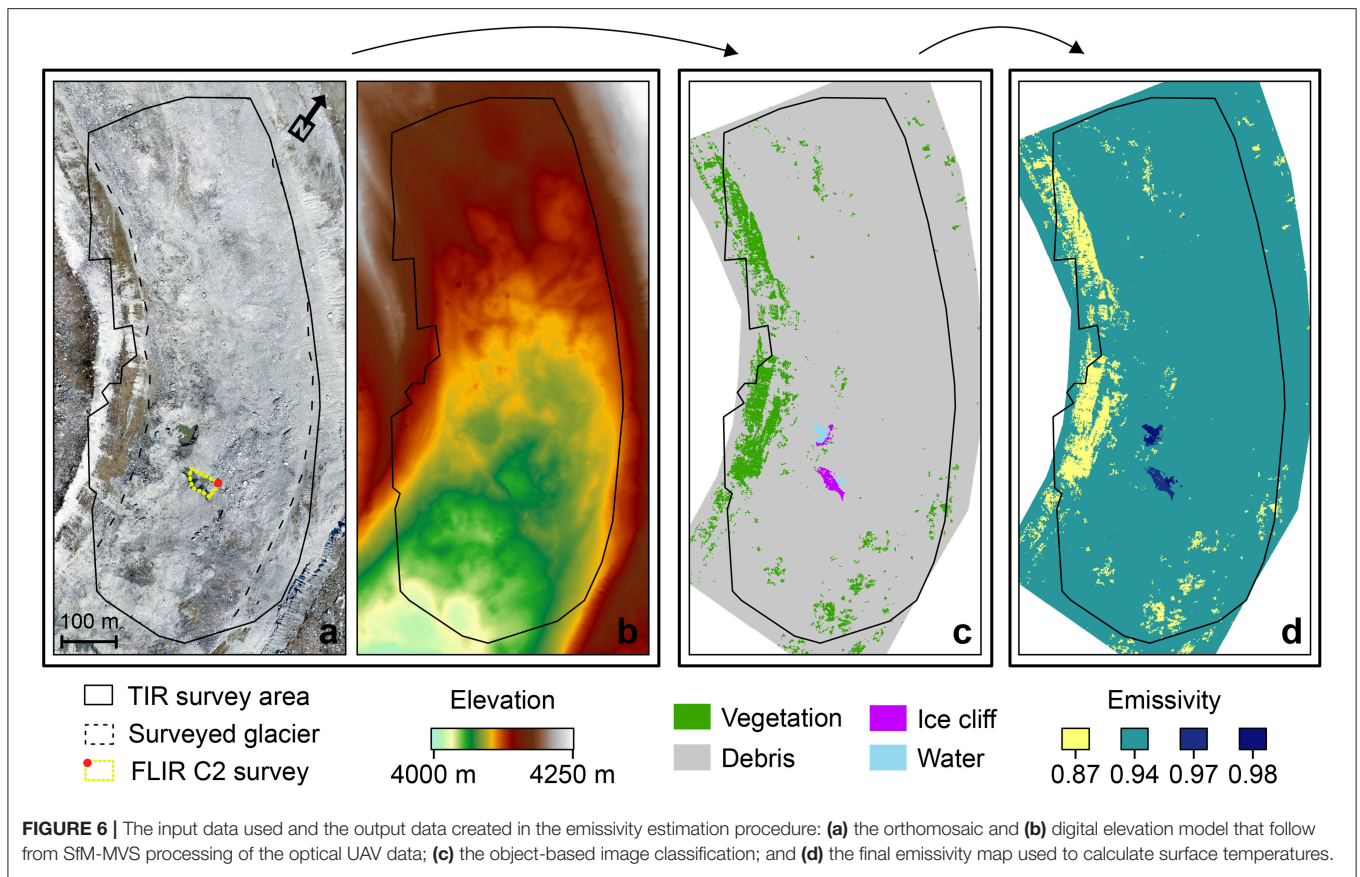 N
100 m
a
b
c
d
TIR survey area
Surveyed glacier
FLIR C2 survey
Elevation
4000 m
4250 m
Vegetation
Debris
Ice cliff
Water
Emissivity
0.87 0.94 0.97 0.98
FIGURE 6 | The input data used and the output data created in the emissivity estimation procedure: (a) the orthomosaic and (b) digital elevation model that follow
from SfM-MVS processing of the optical UAV data; (c) the object-based image classification; and (d) the final emissivity map used to calculate surface temperatures.